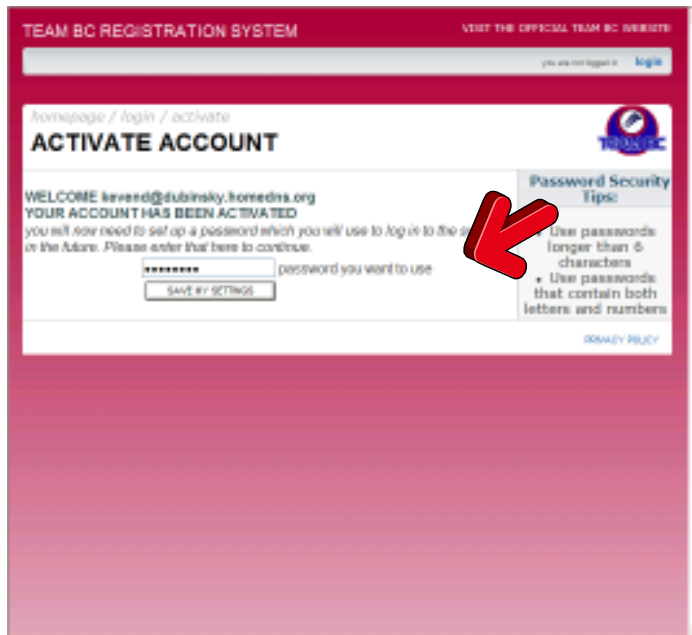 TEAM BC REGISTRATION SYSTEM
VISIT THE OFFICIAL TEAM BC WEBSITE
you are not logged in login
homepage / login / activate
ACTIVATE ACCOUNT
TEAM BC
WELCOME kevend@dubinsky.homedns.org
YOUR ACCOUNT HAS BEEN ACTIVATED
you will now need to set up a password which you will use to log in to the
in the future. Please enter that here to continue.
•••••••• password you want to use
SAVE MY SETTINGS
Password Security
Tips:
• Use passwords
longer than 6
characters
• Use passwords
that contain both
letters and numbers
PRIVACY POLICY